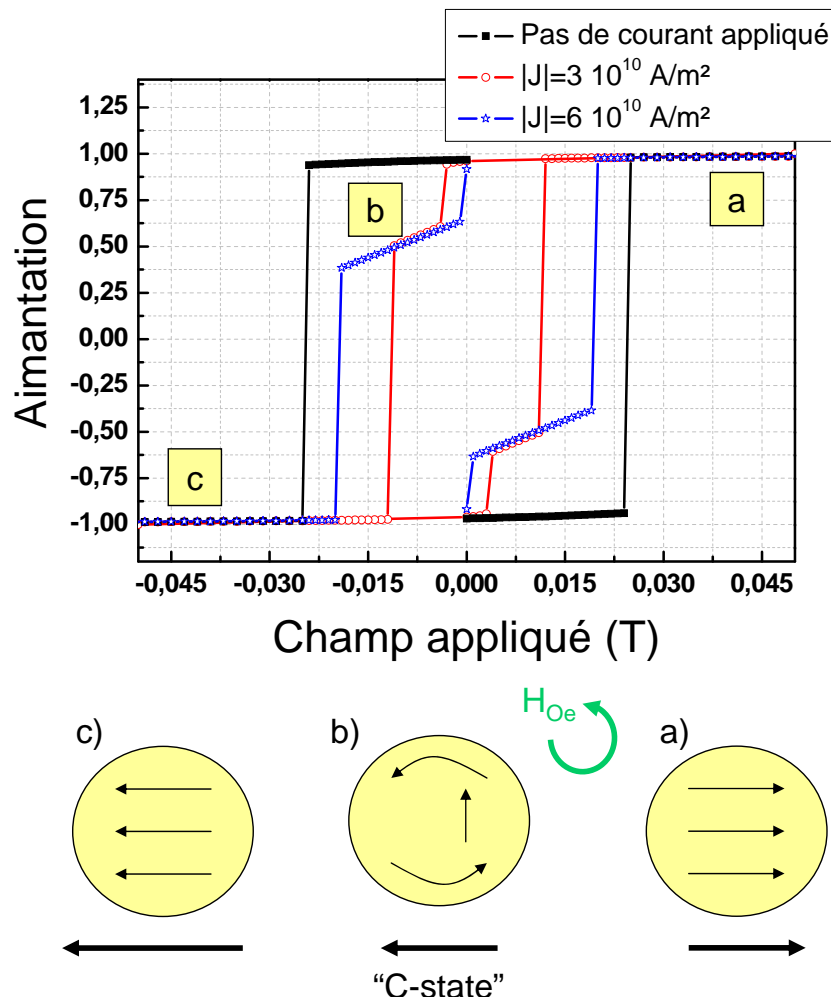 Pas de courant appliqué
|J|=3 10¹⁰ A/m²
|J|=6 10¹⁰ A/m²
1,25
1,00
0,75
0,50
0,25
0,00
-0,25
-0,50
-0,75
-1,00
Aimantation
b
a
c
-0,045 -0,030 -0,015 0,000 0,015 0,030 0,045
Champ appliqué (T)
H_Oe
c) b) a)
“C-state”